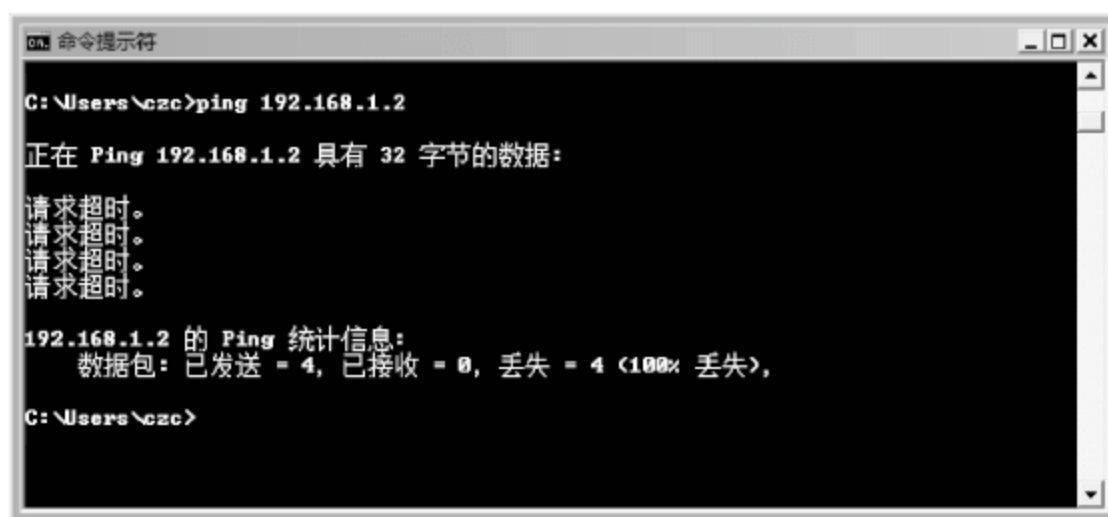 命令提示符
C:\Users\czc>ping 192.168.1.2
正在 Ping 192.168.1.2 具有 32 字节的数据:
请求超时。
请求超时。
请求超时。
请求超时。
192.168.1.2 的 Ping 统计信息:
数据包: 已发送 = 4, 已接收 = 0, 丢失 = 4 (100% 丢失),
C:\Users\czc>